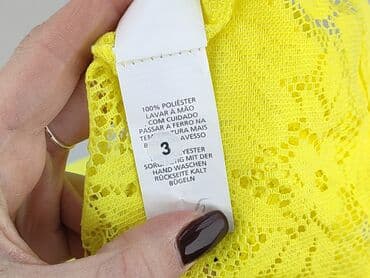 100% POLIÉSTER
LAVAR À MÃO
COM CUIDADO
PASSAR A FERRO NA
MAIS
AVESSO
3
MIT DER
HAND WASCHEN
RÜCKSEITE KALT
BÜGELN